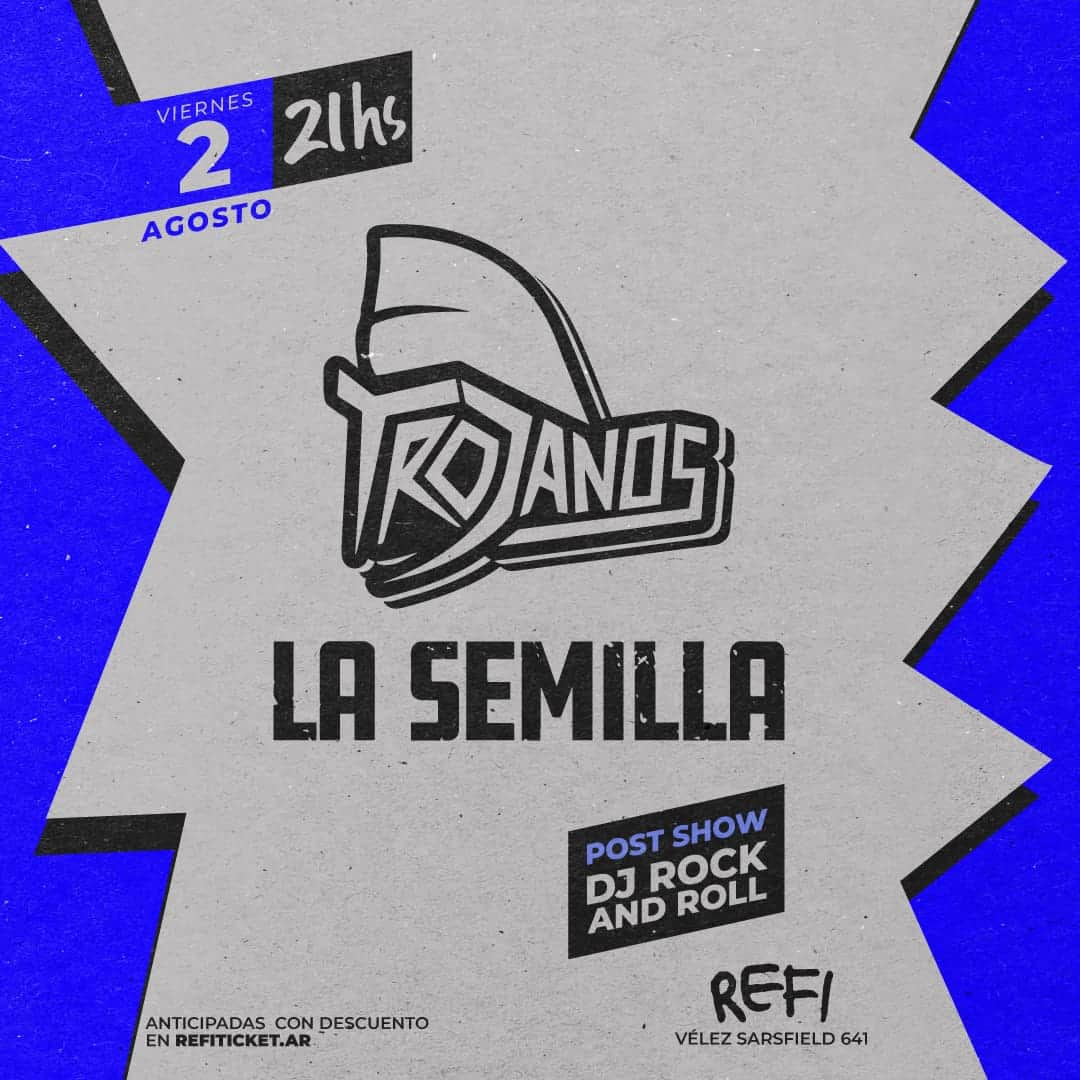 VIERNES
2
AGOSTO
21hs
TROJANOS
LA SEMILLA
POST SHOW
DJ ROCK
AND ROLL
REFI
VÉLEZ SARSFIELD 641
ANTICIPADAS CON DESCUENTO
EN REFITICKET.AR